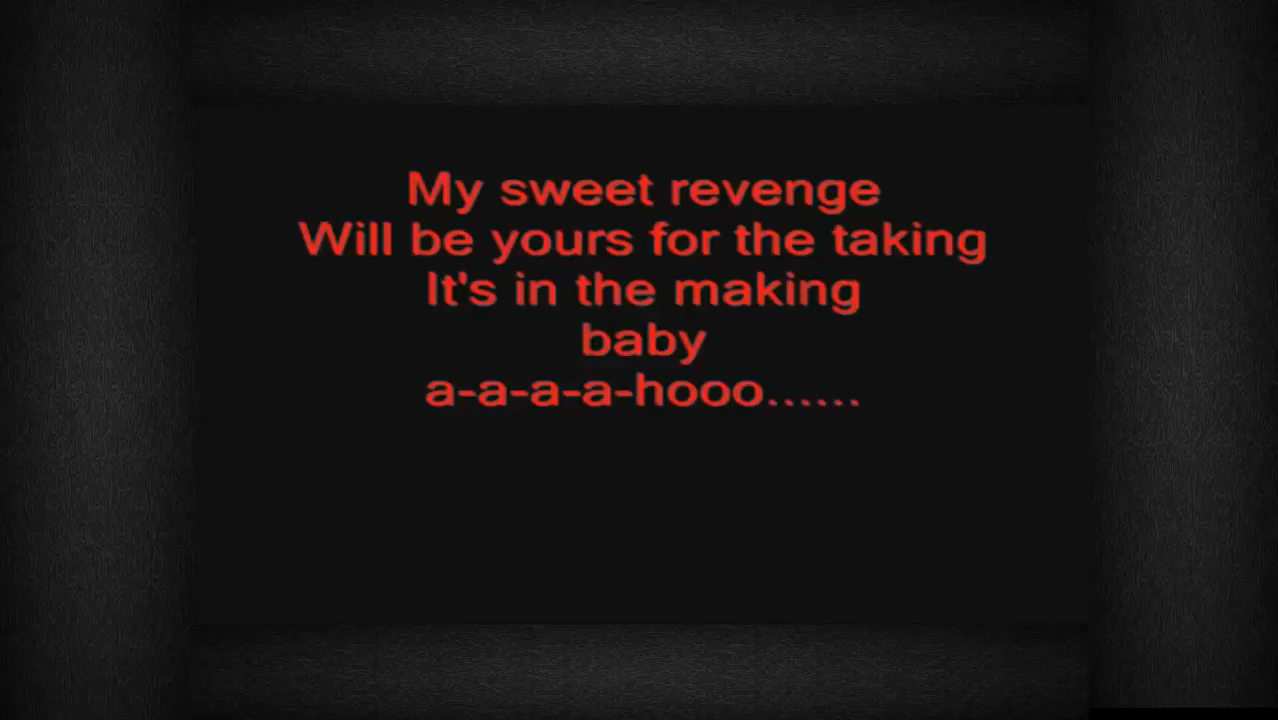 My sweet revenge
Will be yours for the taking
It's in the making
baby
a-a-a-a-hooo......